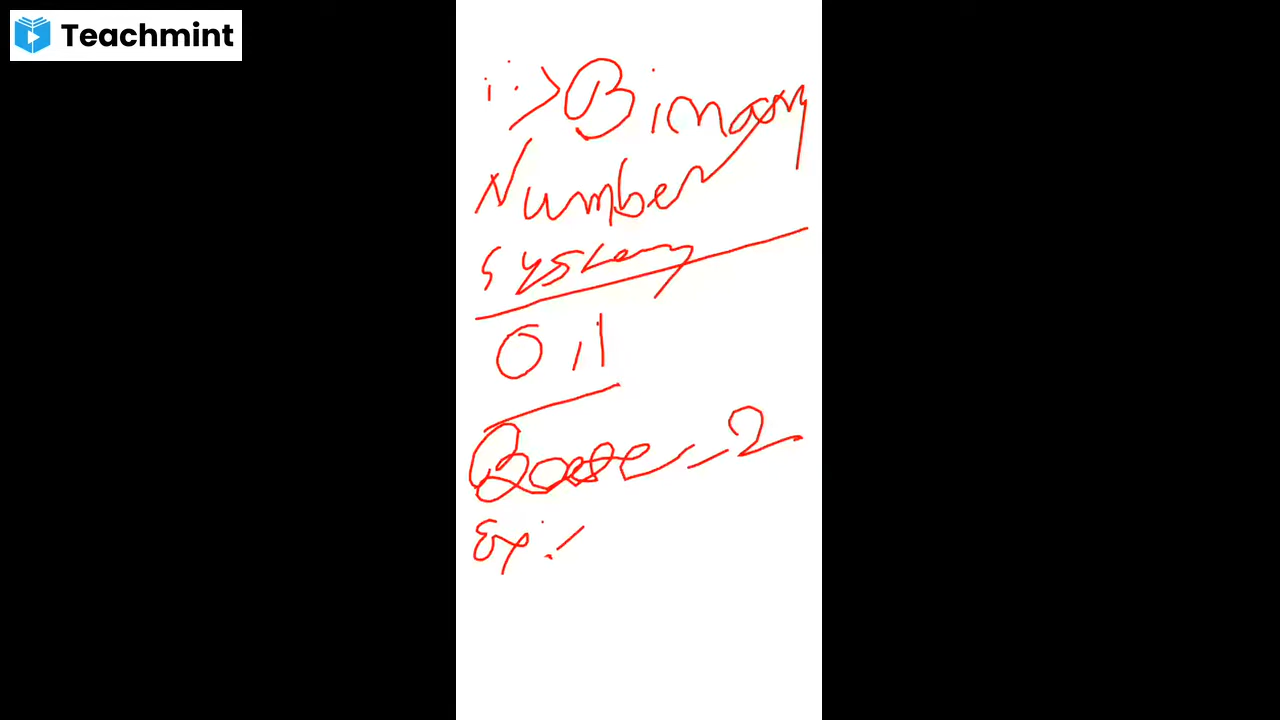 Teachmint
i:> Binary
Number
System
0,1
Base - 2
Ex:-